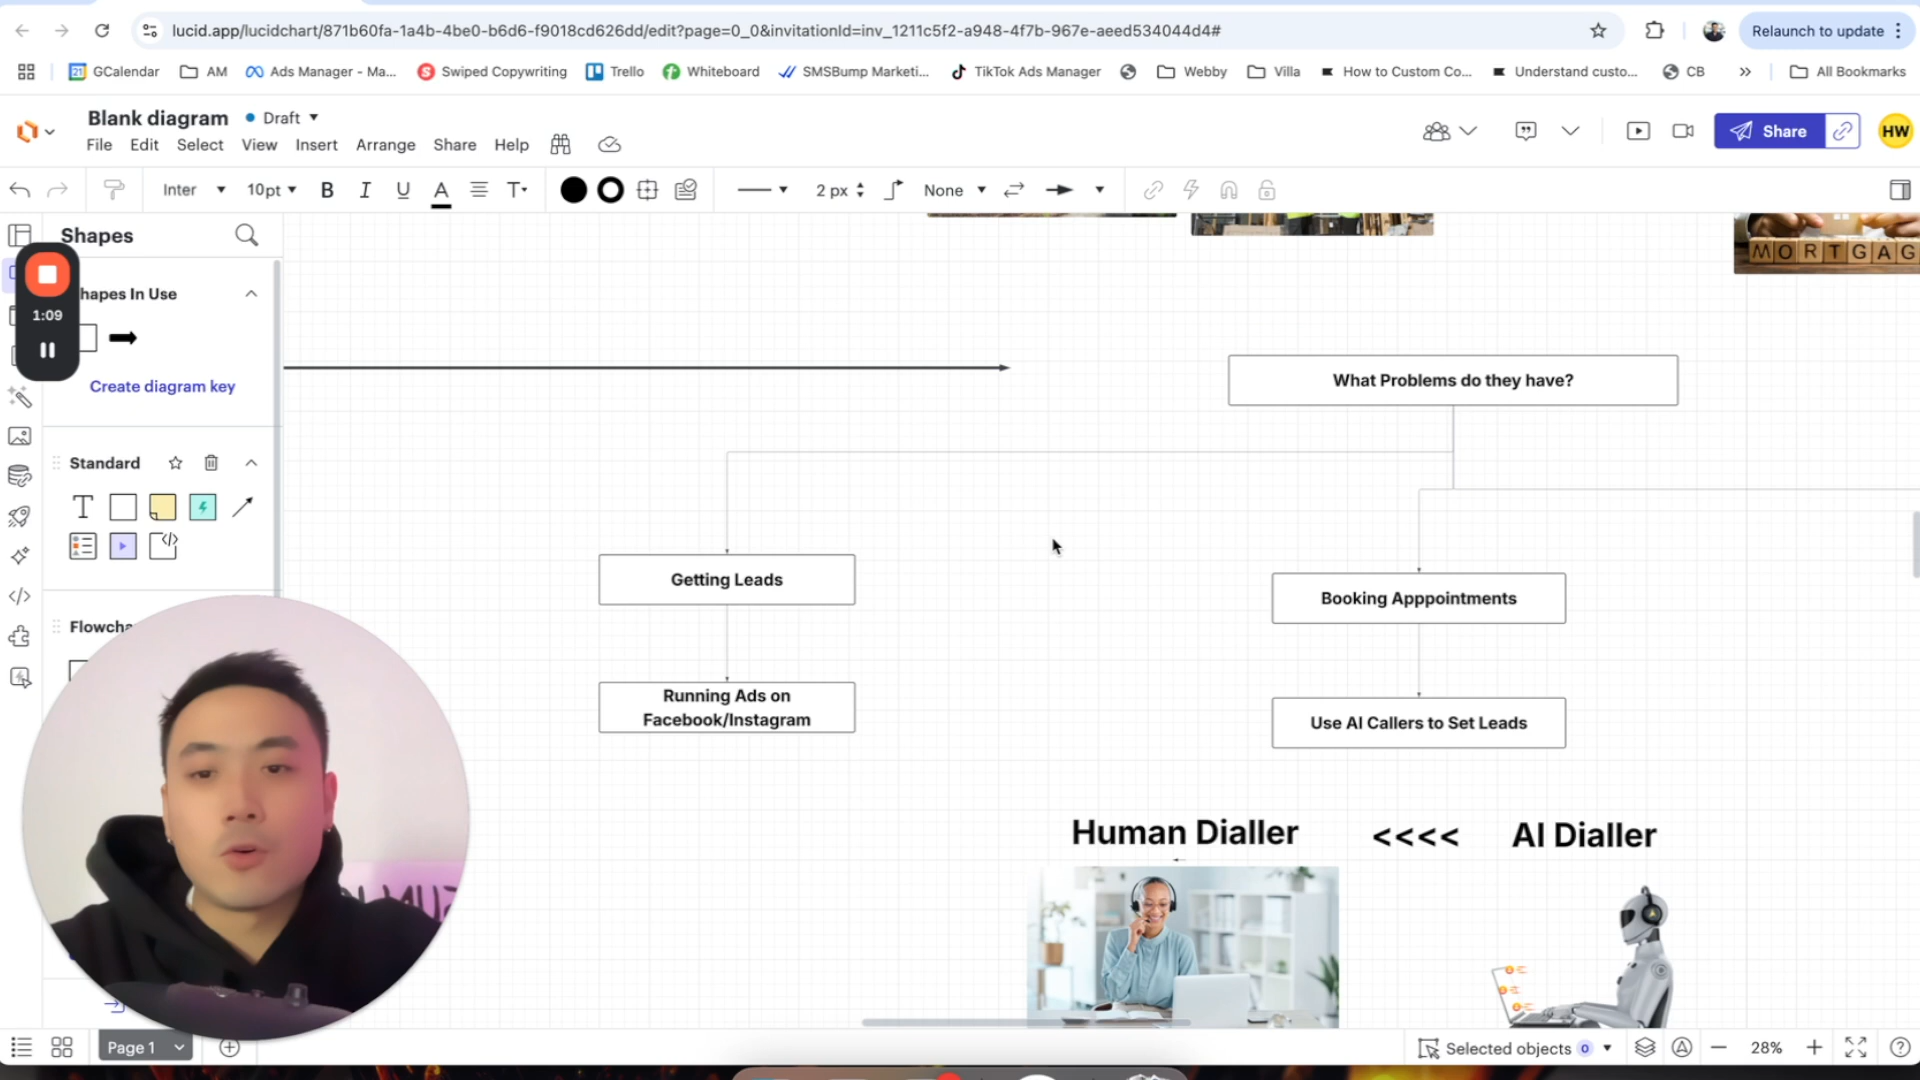 lucid.app/lucidchart/871b60fa-1a4b-4be0-b6d6-f9018cd626dd/edit?page=0_0&invitationId=inv_1211c5f2-a948-4f7b-967e-aeed534044d4#
Relaunch to update
GCalendar
AM
Ads Manager - Ma...
Swiped Copywriting
Trello
Whiteboard
SMSBump Marketi...
TikTok Ads Manager
Webby
Villa
How to Custom Co...
Understand custo...
CB
All Bookmarks
Blank diagram
Draft
File Edit Select View Insert Arrange Share Help
Share
HW
Inter
10pt
B I U A T
2 px
None
Shapes
MORTGAG
1:09
hapes In Use
Create diagram key
Standard
T
Flowcha
What Problems do they have?
Getting Leads
Booking Apppointments
Running Ads on
Facebook/Instagram
Use AI Callers to Set Leads
Human Dialler <<<< AI Dialler
Page 1
Selected objects 0
28%